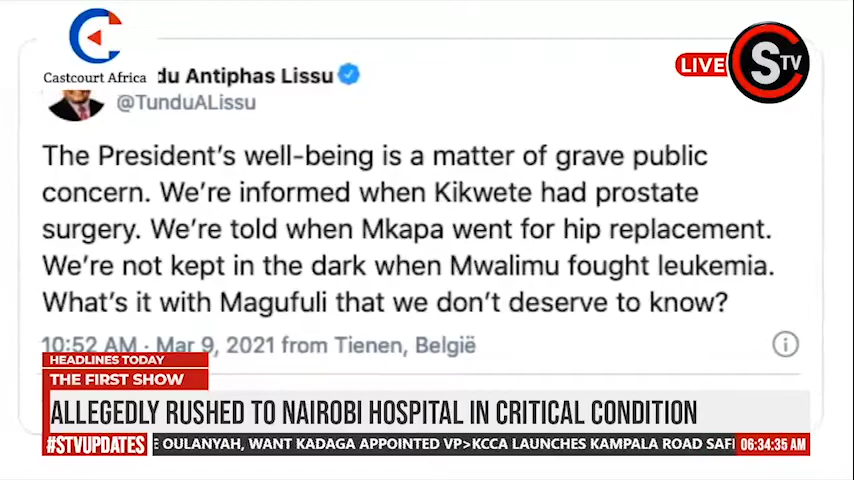 Castcourt Africa
du Antiphas Lissu
@TunduALissu
LIVE
STV
The President's well-being is a matter of grave public
concern. We're informed when Kikwete had prostate
surgery. We're told when Mkapa went for hip replacement.
We're not kept in the dark when Mwalimu fought leukemia.
What's it with Magufuli that we don't deserve to know?
10:52 AM · Mar 9, 2021 from Tienen, België
HEADLINES TODAY
THE FIRST SHOW
ALLEGEDLY RUSHED TO NAIROBI HOSPITAL IN CRITICAL CONDITION
#STVUPDATES E OULANYAH, WANT KADAGA APPOINTED VP>KCCA LAUNCHES KAMPALA ROAD SAF 06:34:35 AM